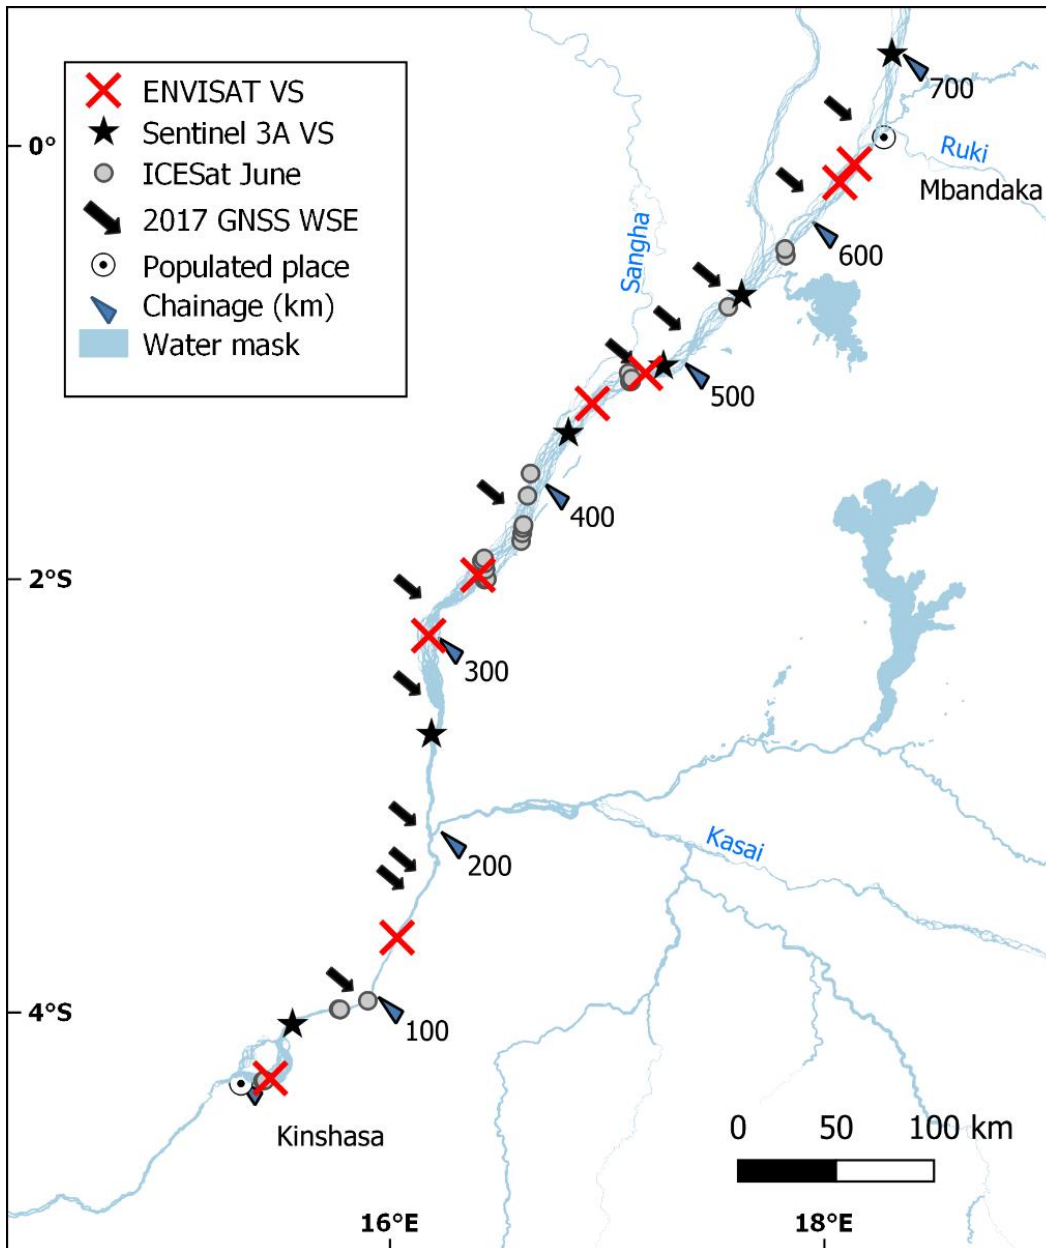 ENVISAT VS
Sentinel 3A VS
ICESat June
2017 GNSS WSE
Populated place
Chainage (km)
Water mask
700
0°
Ruki
Mbandaka
Sangha
600
500
400
2°S
300
Kasai
200
4°S
100
Kinshasa
0 50 100 km
16°E 18°E